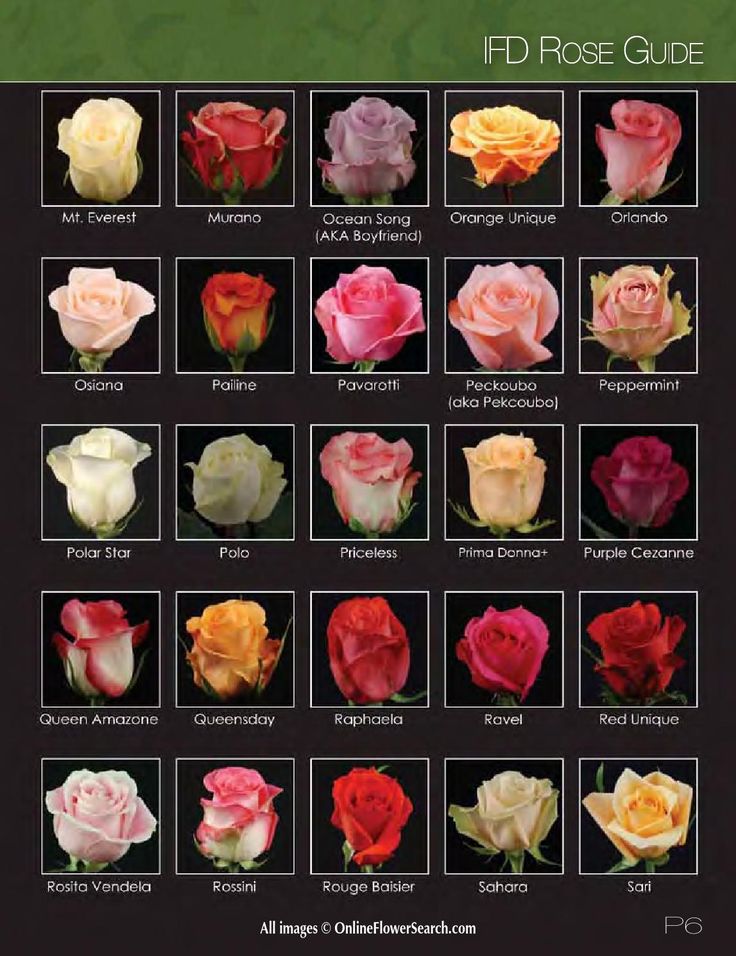 IFD ROSE GUIDE
Mt. Everest
Murano
Ocean Song
(AKA Boyfriend)
Orange Unique
Orlando
Osiana
Pailine
Pavarotti
Peckoubo
(aka Pekcoubo)
Peppermint
Polar Star
Polo
Priceless
Prima Donna+
Purple Cezanne
Queen Amazone
Queensday
Raphaela
Ravel
Red Unique
Rosita Vendela
Rossini
Rouge Baisier
Sahara
Sari
All images © OnlineFlowerSearch.com
P6